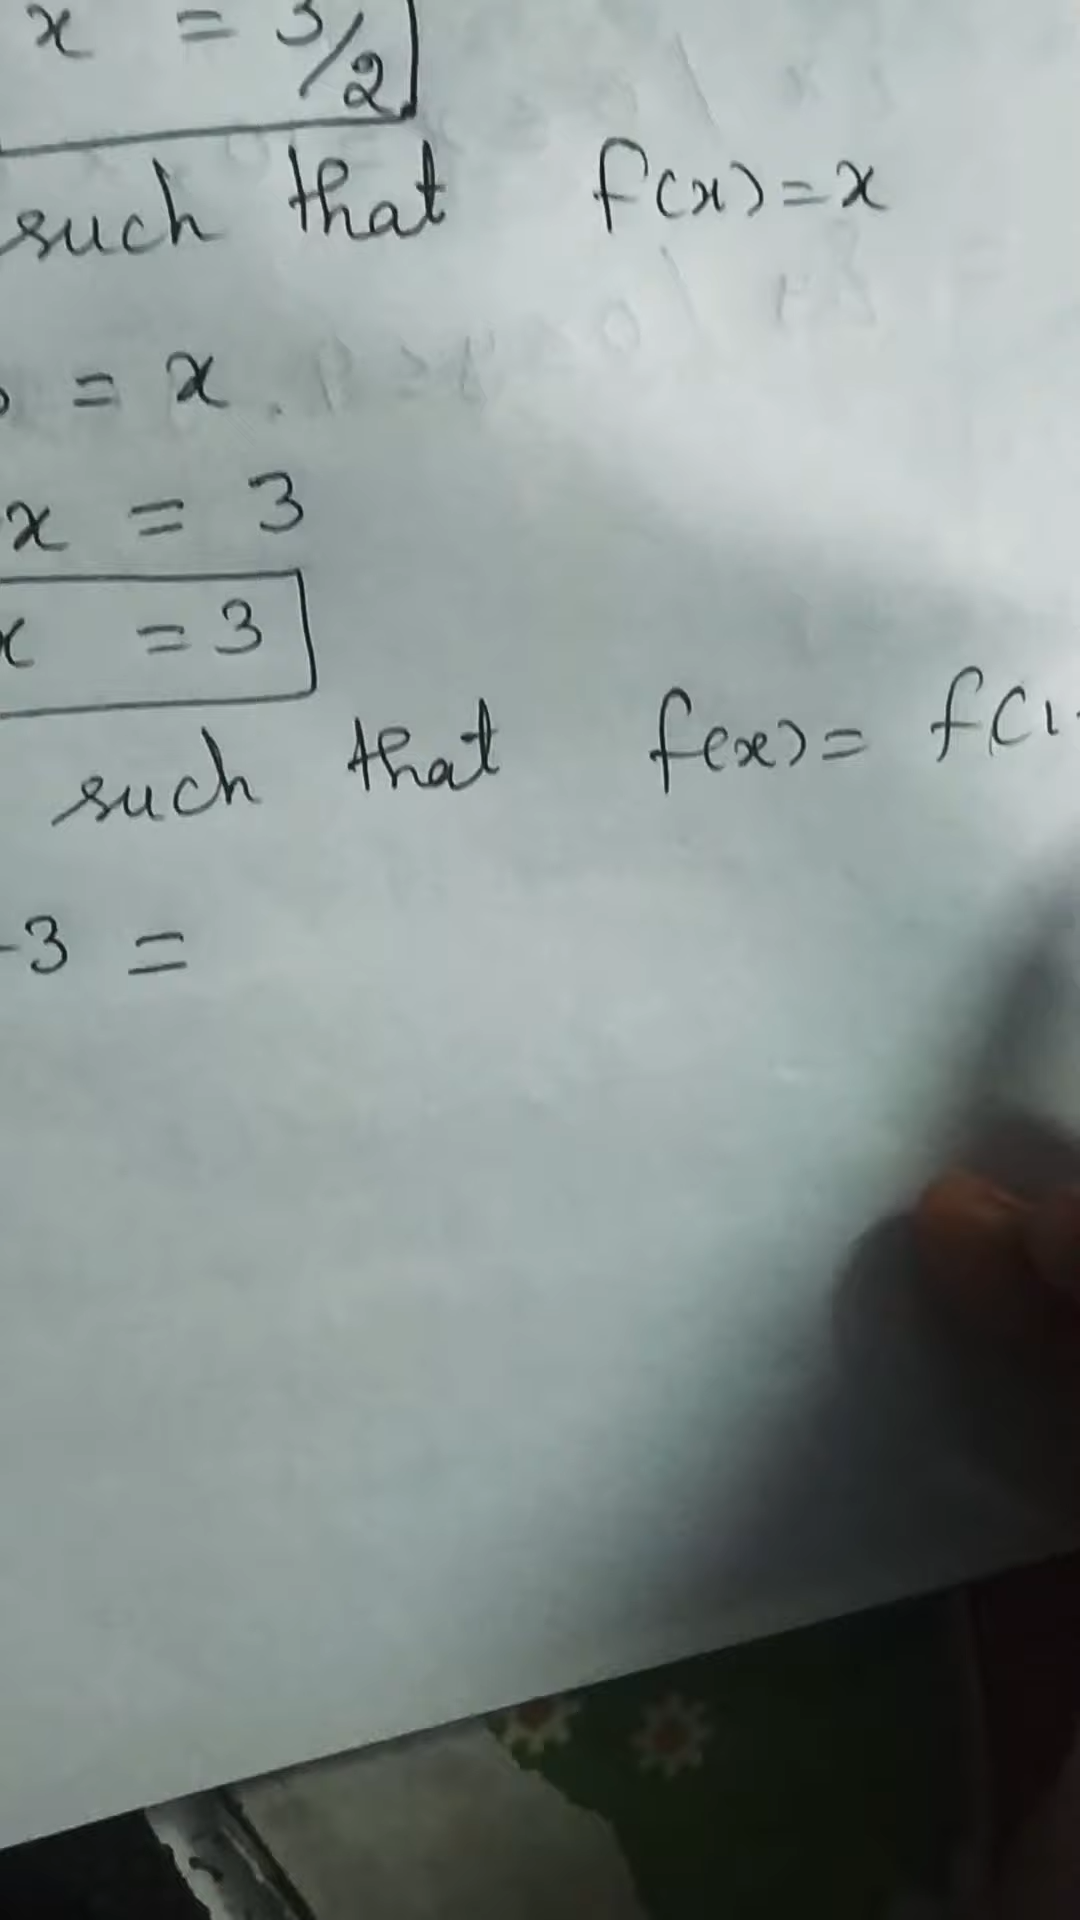 x = 3/2
such that f(x)=x
= x
x = 3
x = 3
such that f(x)= f(1
-3 =